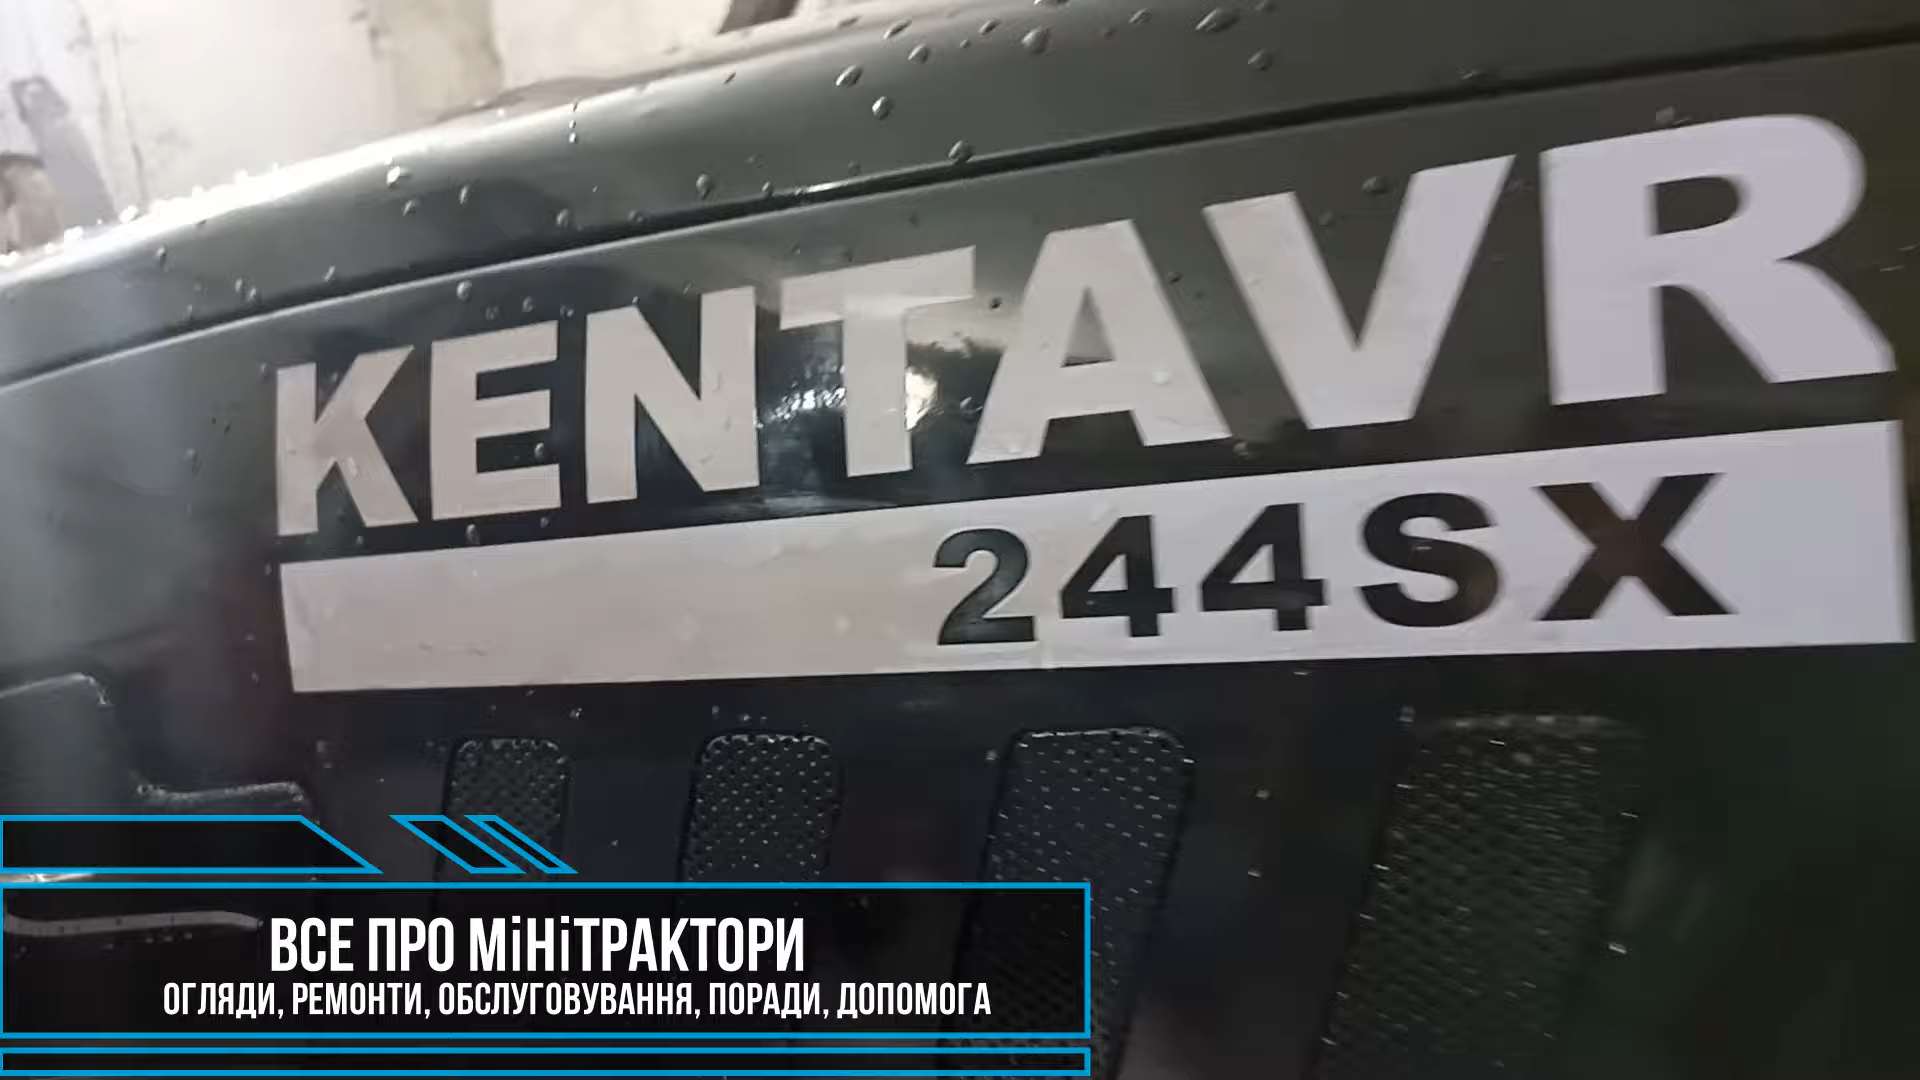 KENTAVR
244SX
ВСЕ ПРО МіНіТРАКТОРИ
ОГЛЯДИ, РЕМОНТИ, ОБСЛУГОВУВАННЯ, ПОРАДИ, ДОПОМОГА